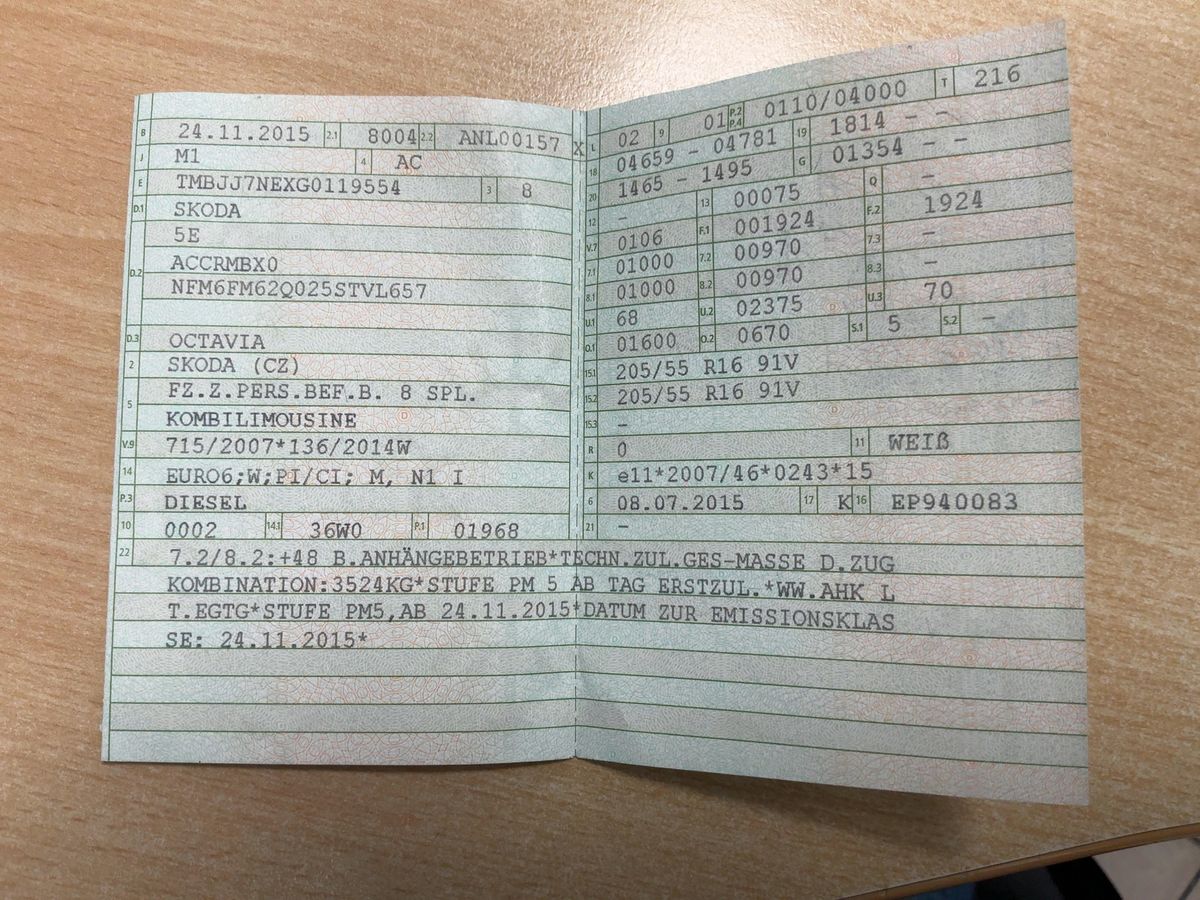 B 24.11.2015 2.1 8004 2.2 ANL00157 X
J M1 4 AC
E TMBJJ7NEXG0119554 3 8
D.1 SKODA
5E
D.2 ACCRMBX0
NFM6FM62Q025STVL657
D.3 OCTAVIA
2 SKODA (CZ)
5 FZ.Z.PERS.BEF.B. 8 SPL.
KOMBILIMOUSINE
V.9 715/2007*136/2014W
14 EURO6;W;PI/CI; M, N1 I
P.3 DIESEL
10 0002 14.1 36W0 P.1 01968
L 02 9 01 P.2 P.4 0110/04000 T 216
18 04659 - 04781 19 1814 - -
20 1465 - 1495 G 01354 - -
12 - 13 00075 Q -
V.7 0106 F.1 001924 F.2 1924
7.1 01000 7.2 00970 7.3 -
8.1 01000 8.2 00970 8.3 -
U.1 68 U.2 02375 U.3 70
O.1 01600 O.2 0670 S.1 5 S.2 -
15.1 205/55 R16 91V
15.2 205/55 R16 91V
15.3 -
R 0 11 WEIß
K e11*2007/46*0243*15
6 08.07.2015 17 K 16 EP940083
21 -
22 7.2/8.2:+48 B.ANHÄNGEBETRIEB*TECHN.ZUL.GES-MASSE D.ZUG
KOMBINATION:3524KG*STUFE PM 5 AB TAG ERSTZUL.*WW.AHK L
T.EGTG*STUFE PM5,AB 24.11.2015*DATUM ZUR EMISSIONSKLAS
SE: 24.11.2015*